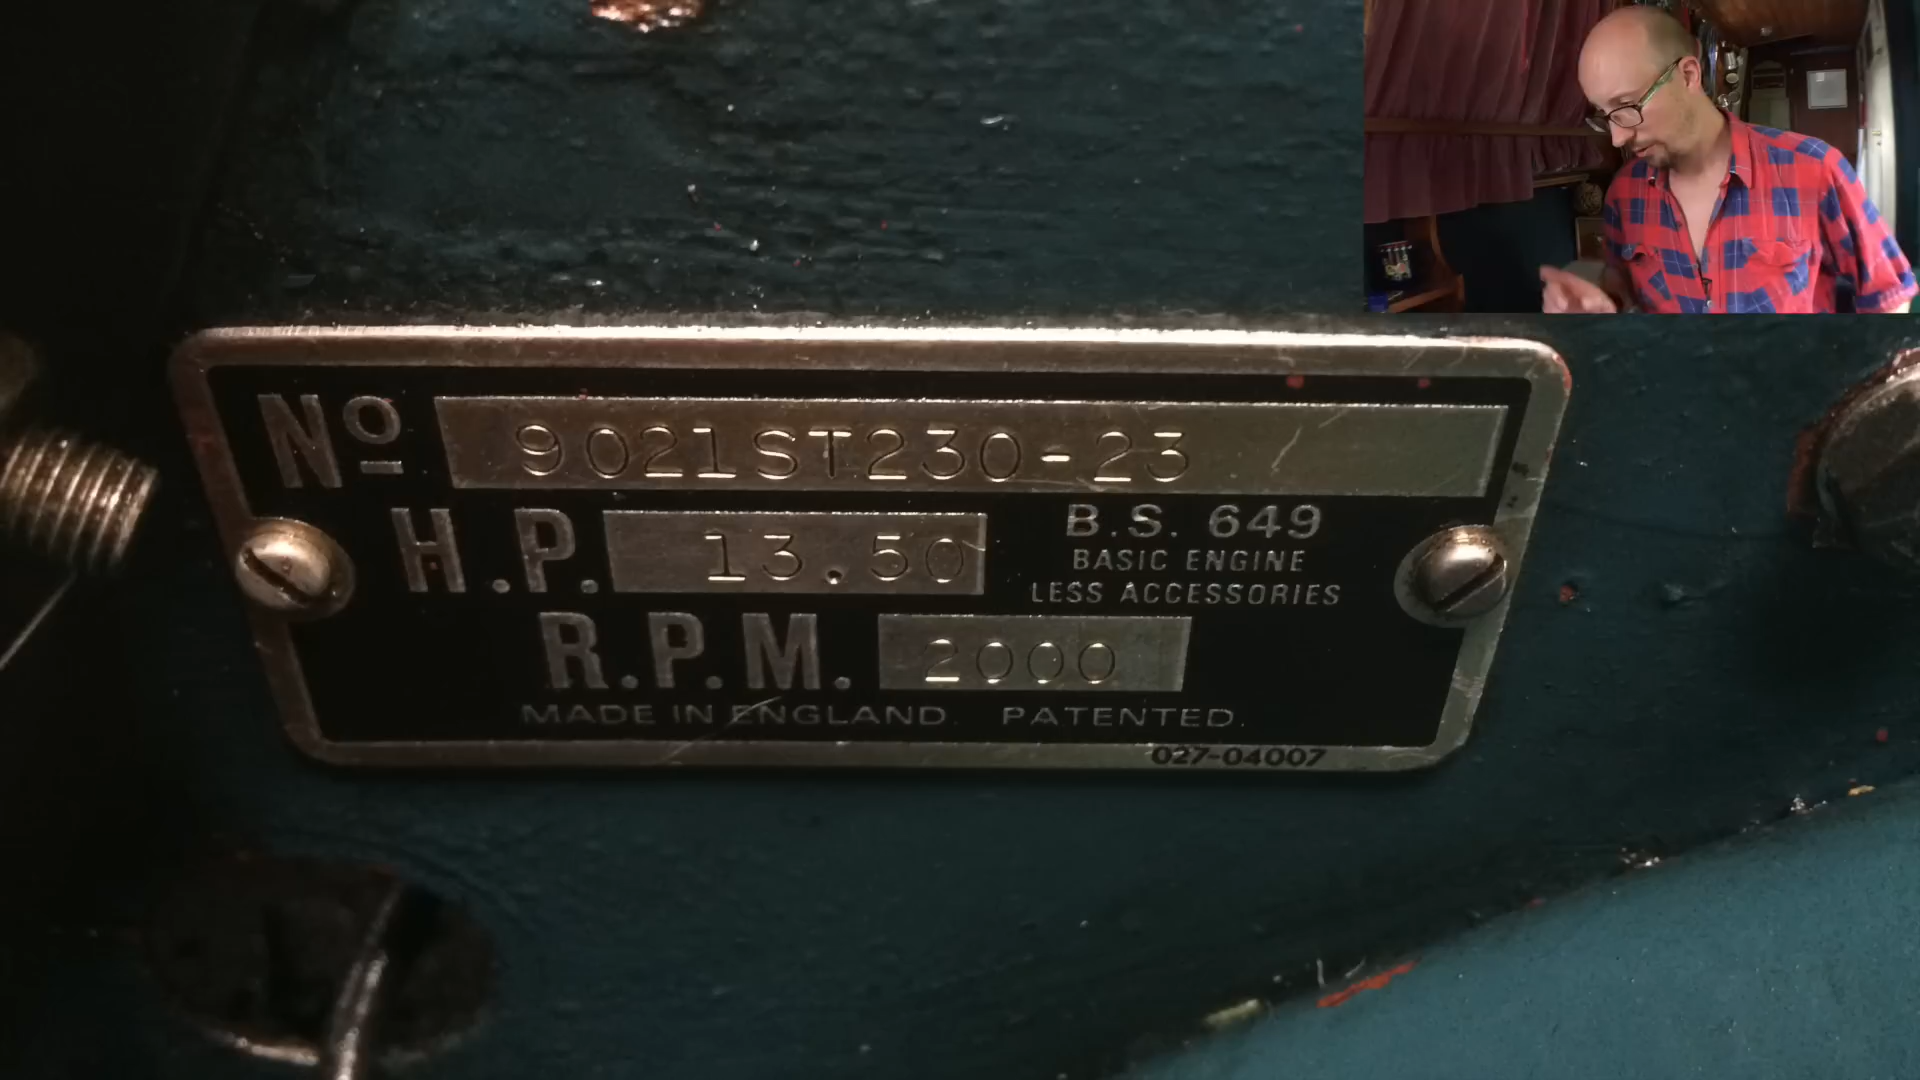 Nº 9021ST230-23
H.P. 13.50
B.S. 649
BASIC ENGINE
LESS ACCESSORIES
R.P.M. 2000
MADE IN ENGLAND. PATENTED.
027-04007